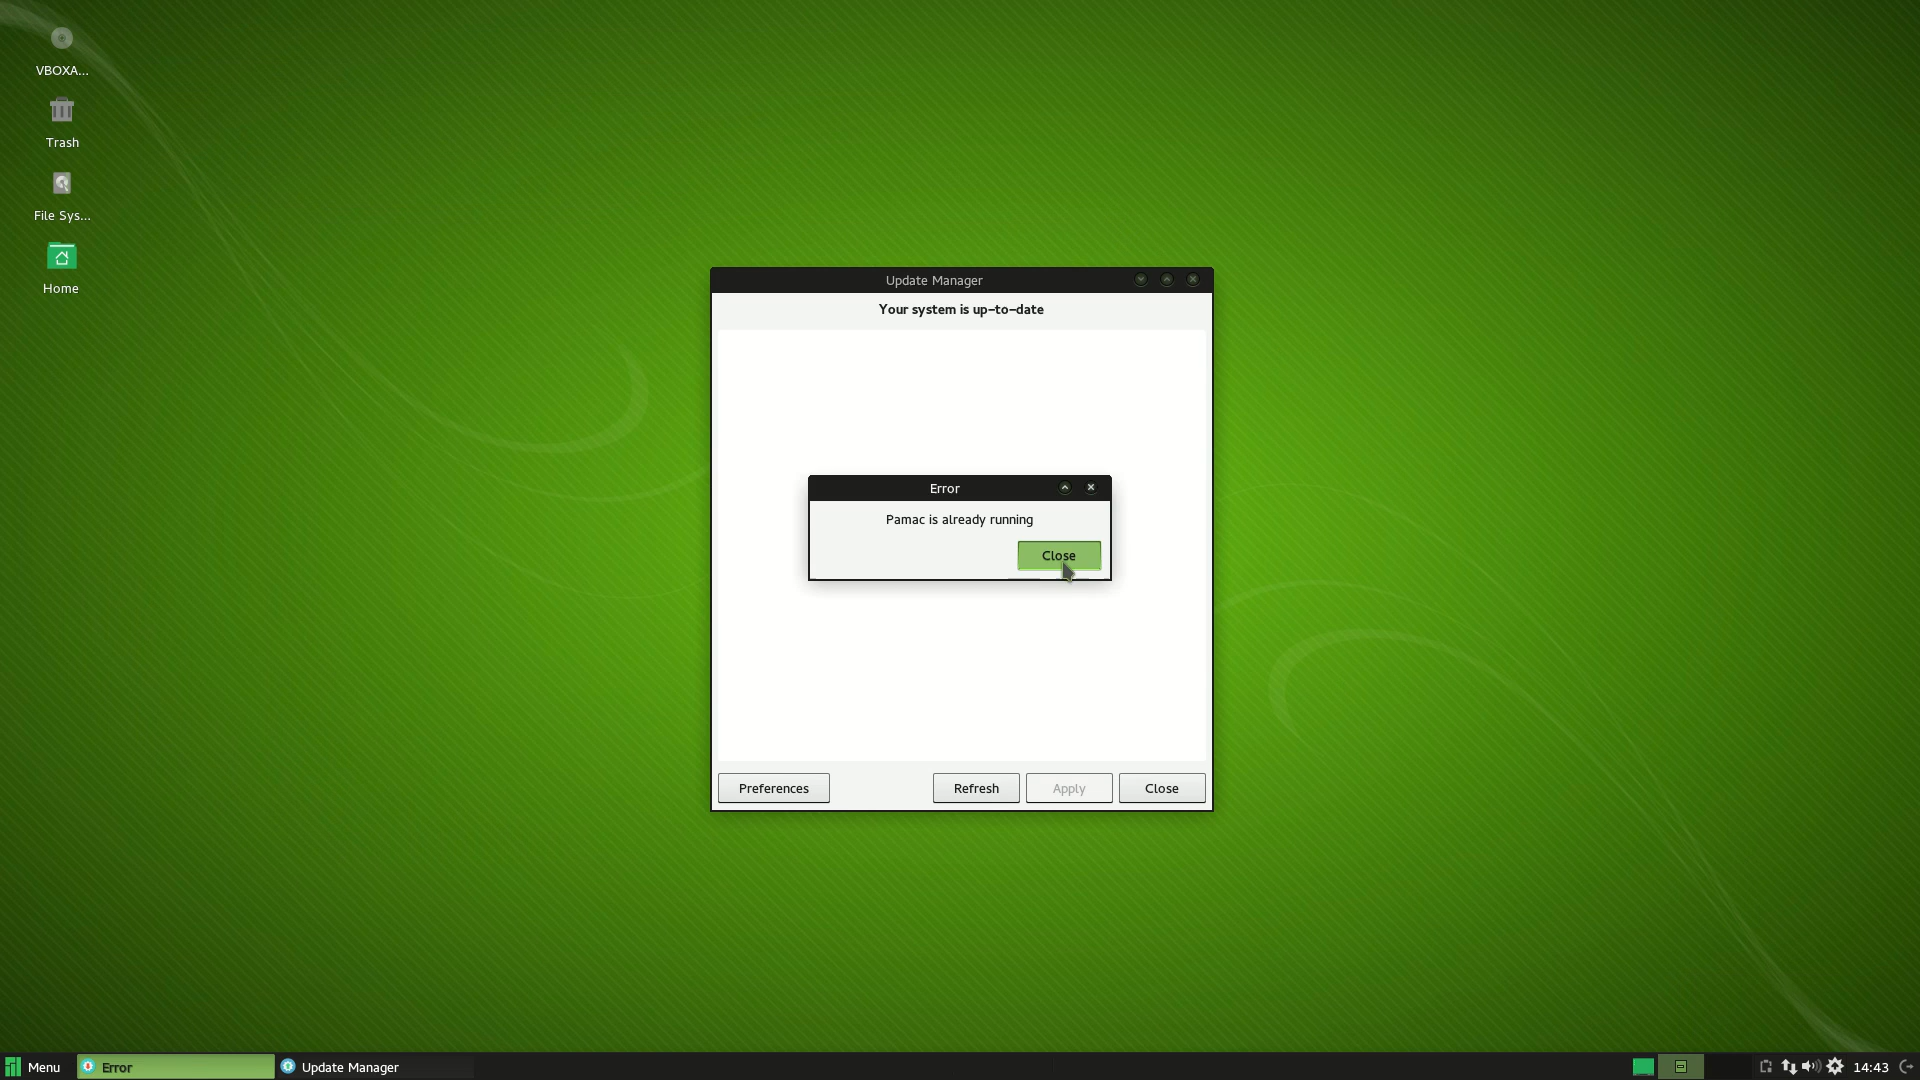 VBOXA...
Trash
File Sys...
Home
Update Manager
Your system is up-to-date
Error
Pamac is already running
Close
Preferences
Refresh
Apply
Close
Menu
Error
Update Manager
14:43